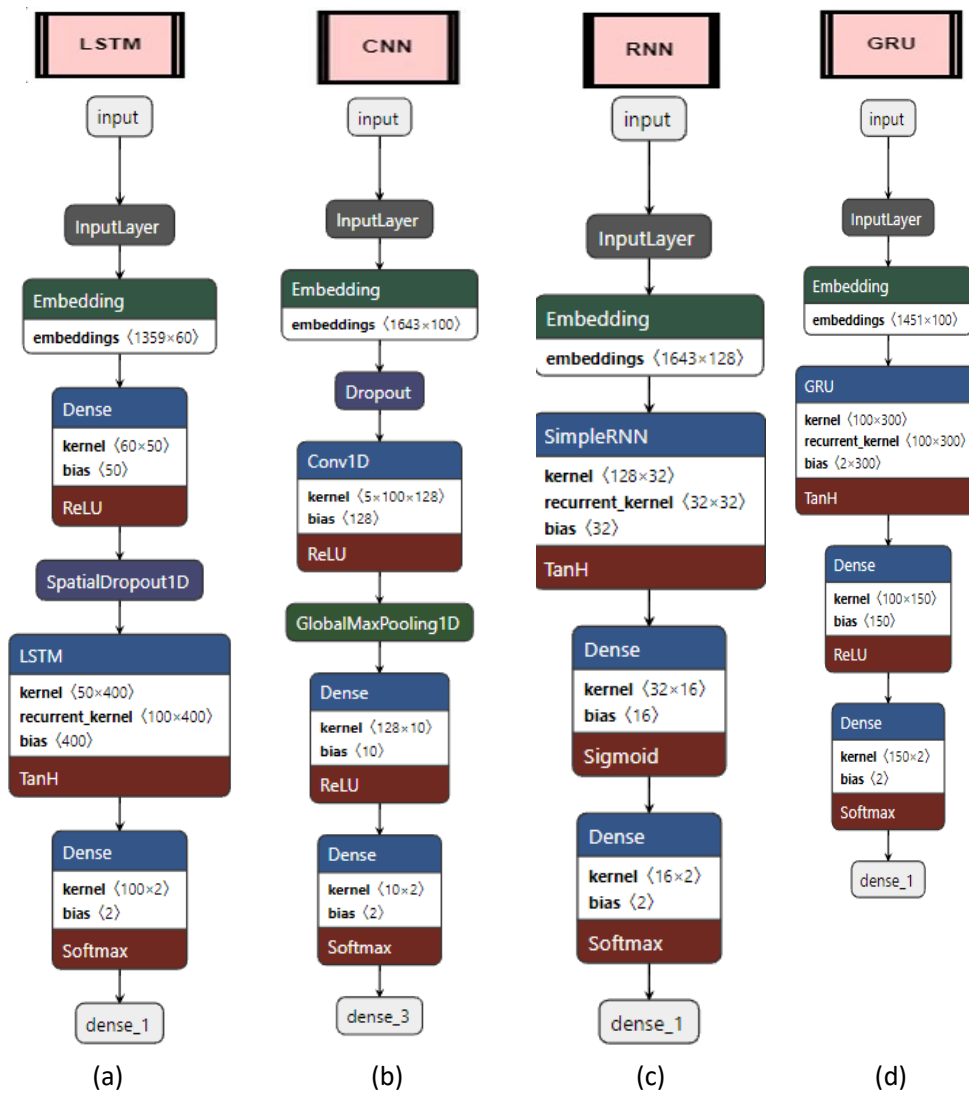 LSTM
input
InputLayer
Embedding
embeddings 〈1359×60〉
Dense
kernel 〈60×50〉
bias 〈50〉
ReLU
SpatialDropout1D
LSTM
kernel 〈50×400〉
recurrent_kernel 〈100×400〉
bias 〈400〉
TanH
Dense
kernel 〈100×2〉
bias 〈2〉
Softmax
dense_1
(a)
CNN
input
InputLayer
Embedding
embeddings 〈1643×100〉
Dropout
Conv1D
kernel 〈5×100×128〉
bias 〈128〉
ReLU
GlobalMaxPooling1D
Dense
kernel 〈128×10〉
bias 〈10〉
ReLU
Dense
kernel 〈10×2〉
bias 〈2〉
Softmax
dense_3
(b)
RNN
input
InputLayer
Embedding
embeddings 〈1643×128〉
SimpleRNN
kernel 〈128×32〉
recurrent_kernel 〈32×32〉
bias 〈32〉
TanH
Dense
kernel 〈32×16〉
bias 〈16〉
Sigmoid
Dense
kernel 〈16×2〉
bias 〈2〉
Softmax
dense_1
(c)
GRU
input
InputLayer
Embedding
embeddings 〈1451×100〉
GRU
kernel 〈100×300〉
recurrent_kernel 〈100×300〉
bias 〈2×300〉
TanH
Dense
kernel 〈100×150〉
bias 〈150〉
ReLU
Dense
kernel 〈150×2〉
bias 〈2〉
Softmax
dense_1
(d)